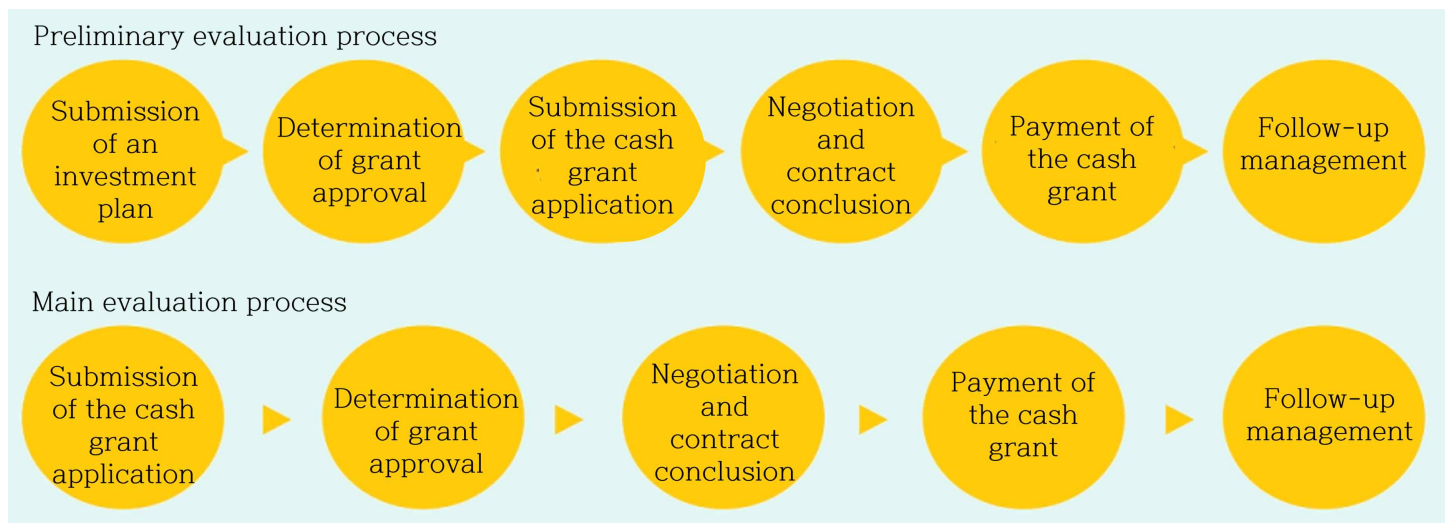 Preliminary evaluation process
Submission
of an
investment
plan
Determination
of grant
approval
Submission
of the cash
grant
application
Negotiation
and
contract
conclusion
Payment of
the cash
grant
Follow-up
management
Main evaluation process
Submission
of the cash
grant
application
Determination
of grant
approval
Negotiation
and
contract
conclusion
Payment of
the cash
grant
Follow-up
management